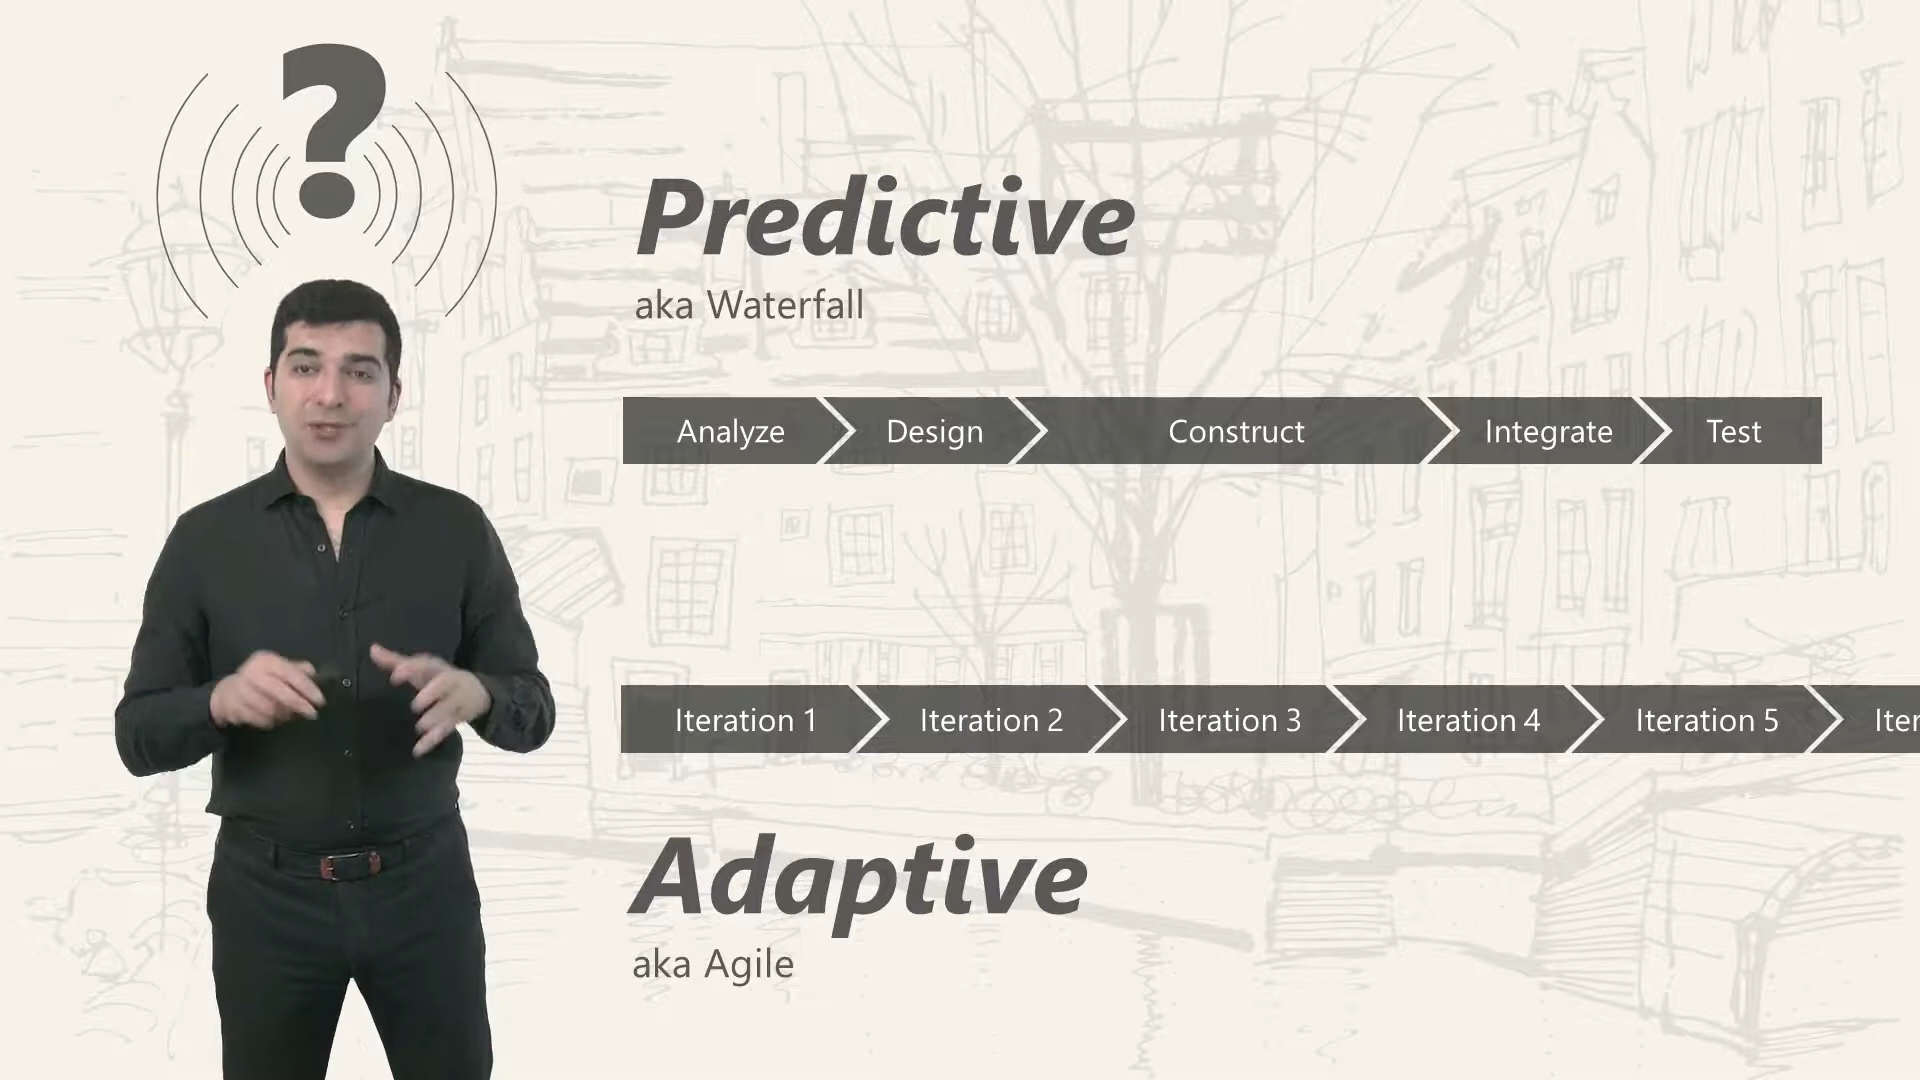 ?
Predictive
aka Waterfall
Analyze Design Construct Integrate Test
Iteration 1 Iteration 2 Iteration 3 Iteration 4 Iteration 5 Iter
Adaptive
aka Agile